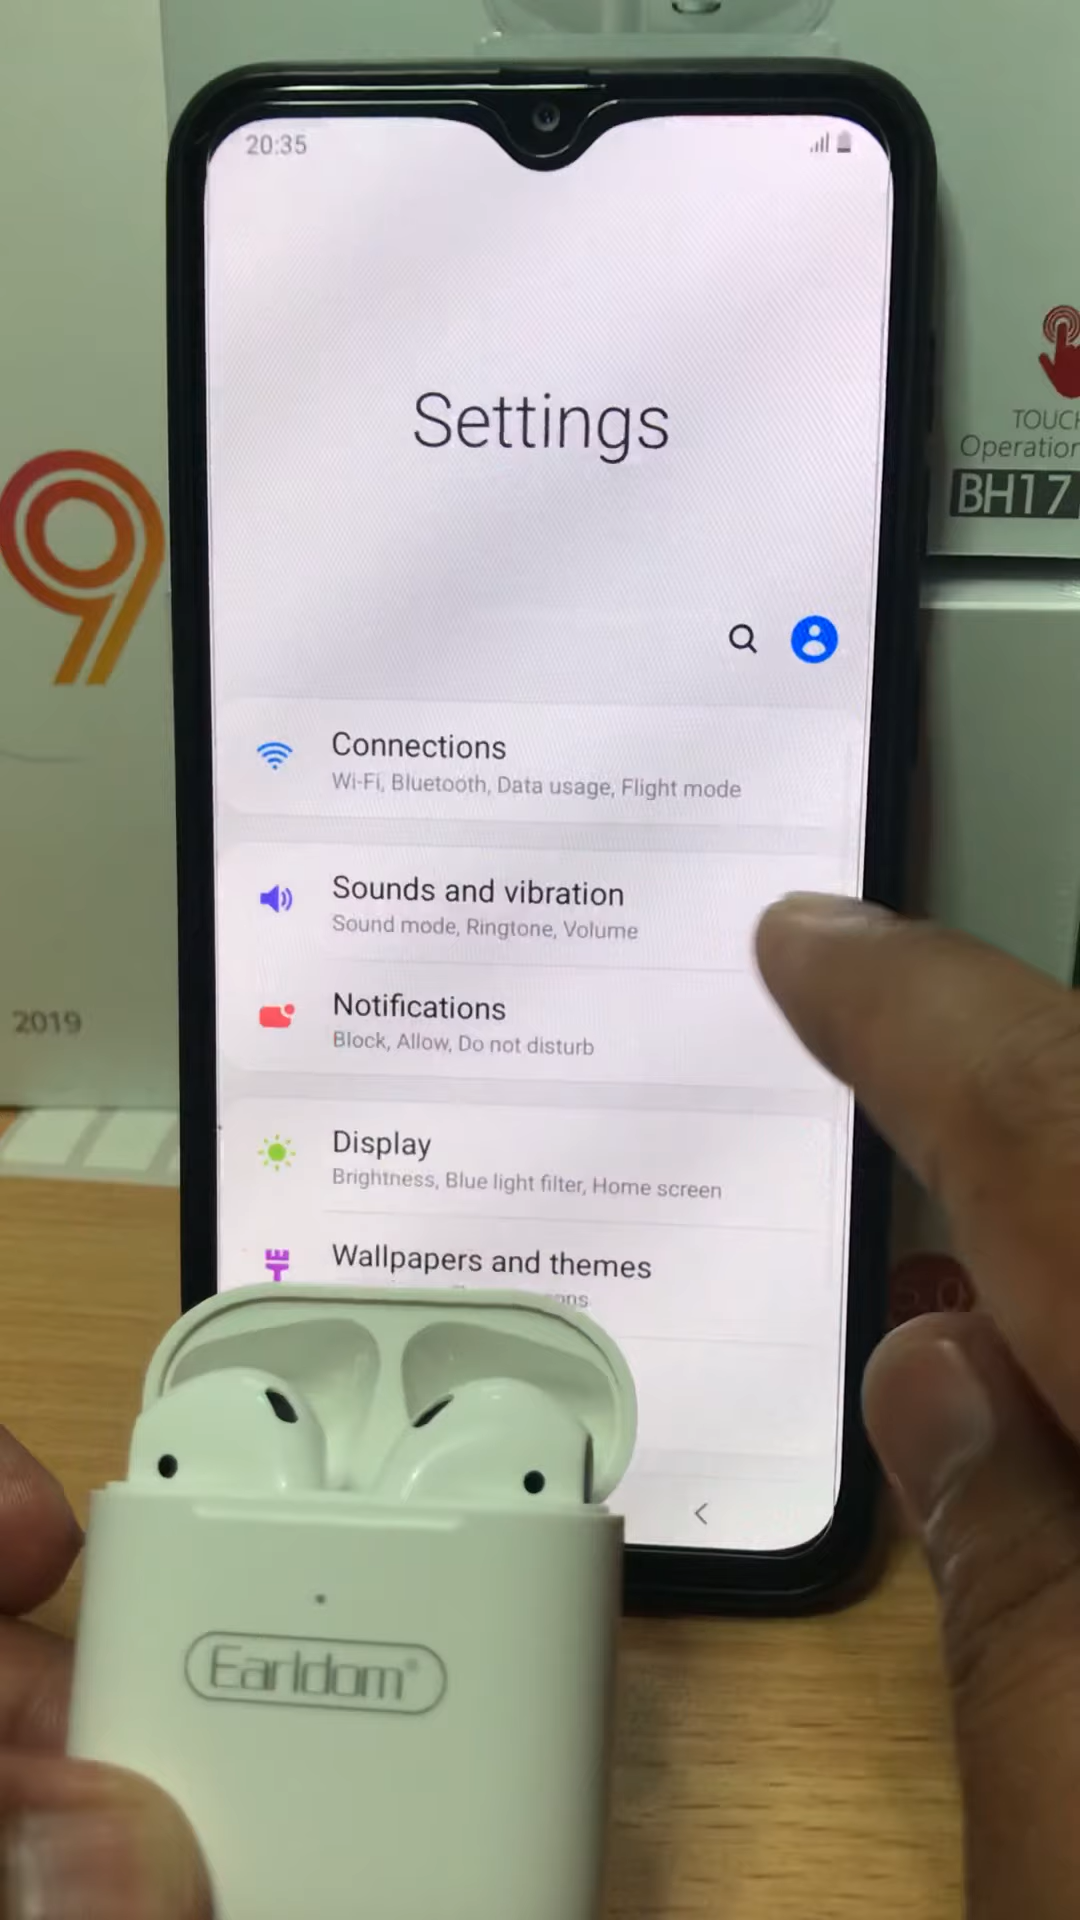 20:35
Settings
TOUCH
Operation
BH17
9
Connections
Wi-Fi, Bluetooth, Data usage, Flight mode
Sounds and vibration
Sound mode, Ringtone, Volume
Notifications
Block, Allow, Do not disturb
2019
Display
Brightness, Blue light filter, Home screen
Wallpapers and themes
Earldom®